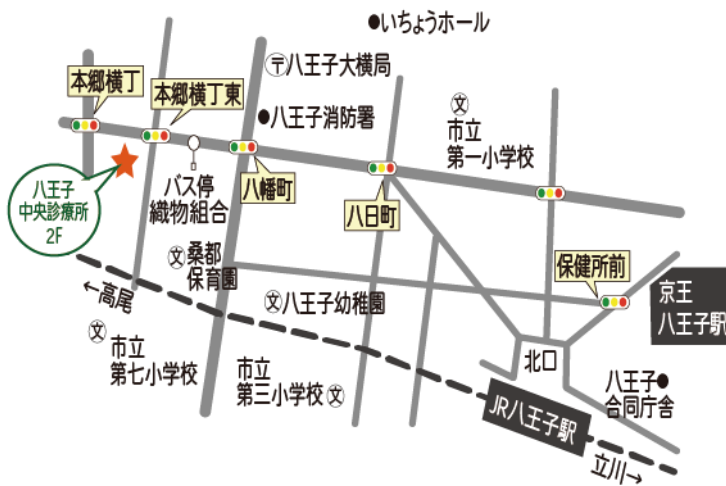 ●いちょうホール
〒八王子大横局
本郷横丁
本郷横丁東
●八王子消防署
文
市立
第一小学校
八王子
中央診療所
2F
バス停
織物組合
八幡町
八日町
文桑都
保育園
保健所前
←高尾
文八王子幼稚園
京王
八王子駅
文
市立
第七小学校
市立
第三小学校文
北口
八王子●
合同庁舎
JR八王子駅
立川→